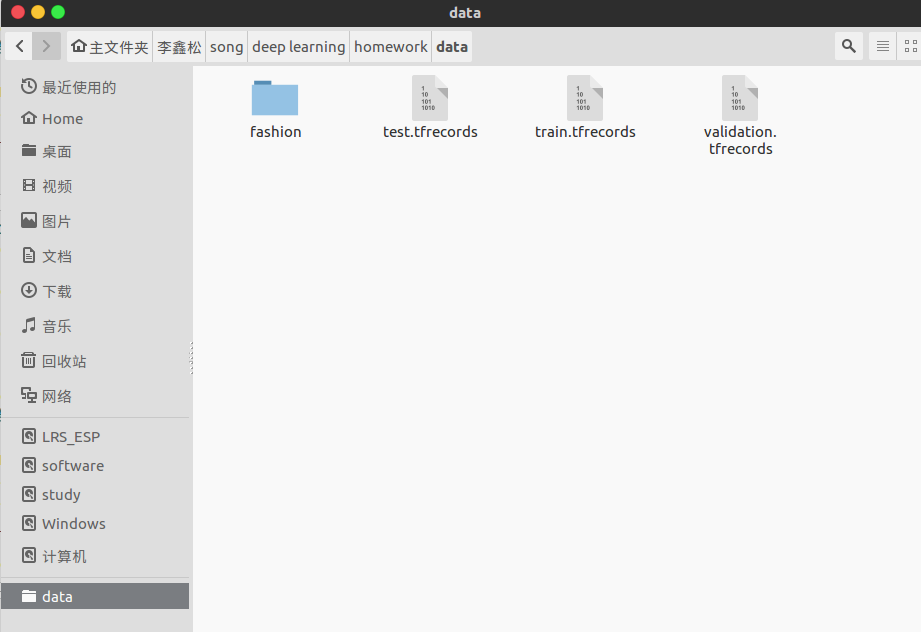 data
主文件夹 李鑫松 song deep learning homework data
最近使用的
Home
桌面
视频
图片
文档
下载
音乐
回收站
网络
LRS_ESP
software
study
Windows
计算机
data
fashion
1
10
101
1010
test.tfrecords
1
10
101
1010
train.tfrecords
1
10
101
1010
validation.
tfrecords